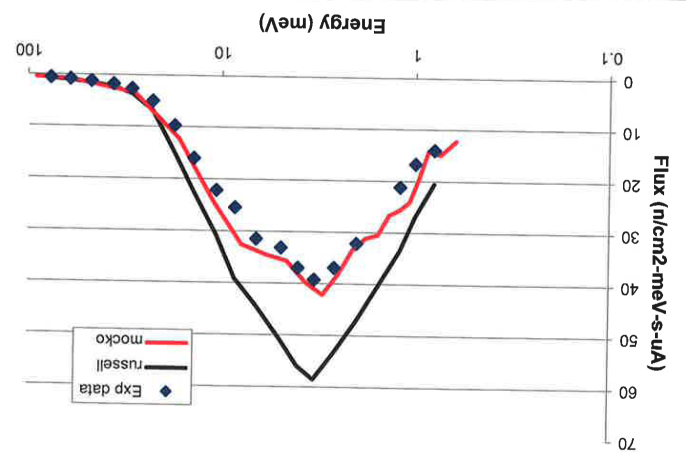 Flux (n/cm2-meV-s-uA)
70
60
50
40
30
20
10
0
0.1
1
10
100
Energy (meV)
Exp data
russell
mocko